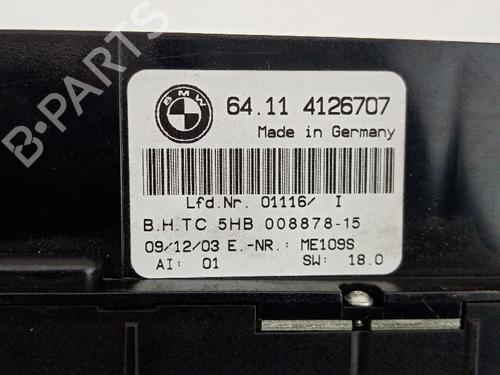 B-PARTS
BMW
64.11 4126707
Made in Germany
Lfd.Nr. 01116/ I
B.H.TC 5HB 008878-15
09/12/03 E.-NR.: ME109S
AI: 01 SW: 18.0